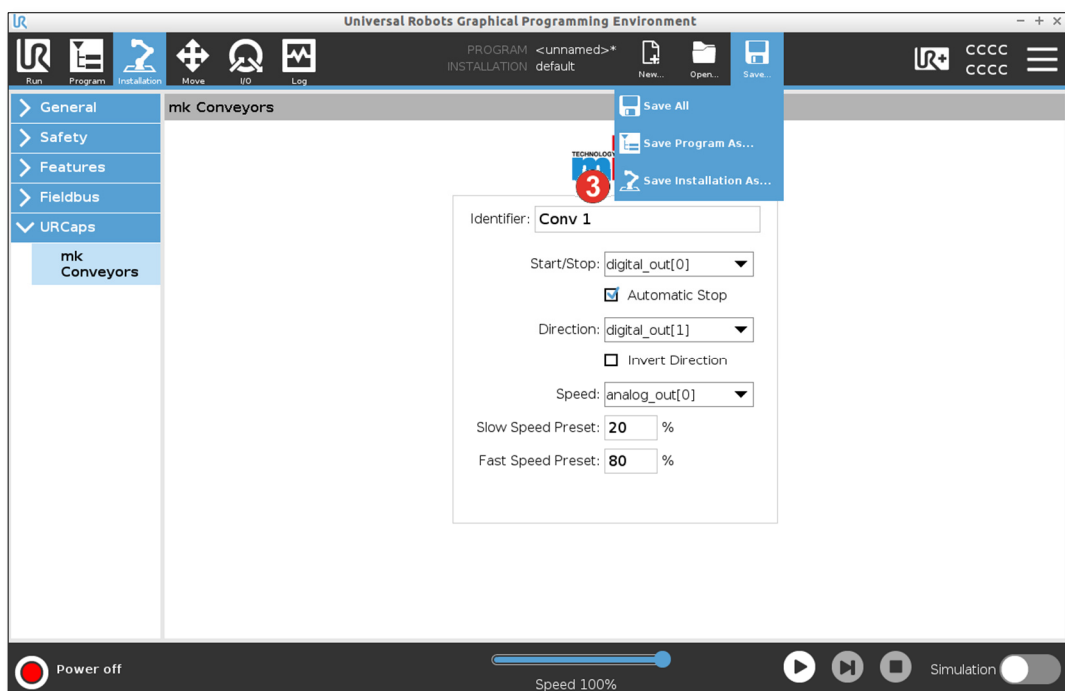 UR
Universal Robots Graphical Programming Environment
UR
Run
Program
Installation
Move
I/O
Log
PROGRAM <unnamed>*
INSTALLATION default
New...
Open...
Save...
UR+
CCCC
CCCC
General
Safety
Features
Fieldbus
URCaps
mk
Conveyors
mk Conveyors
Save All
Save Program As...
Save Installation As...
TECHNOLOGY
3
Identifier: Conv 1
Start/Stop: digital_out[0]
Automatic Stop
Direction: digital_out[1]
Invert Direction
Speed: analog_out[0]
Slow Speed Preset: 20 %
Fast Speed Preset: 80 %
Power off
Speed 100%
Simulation